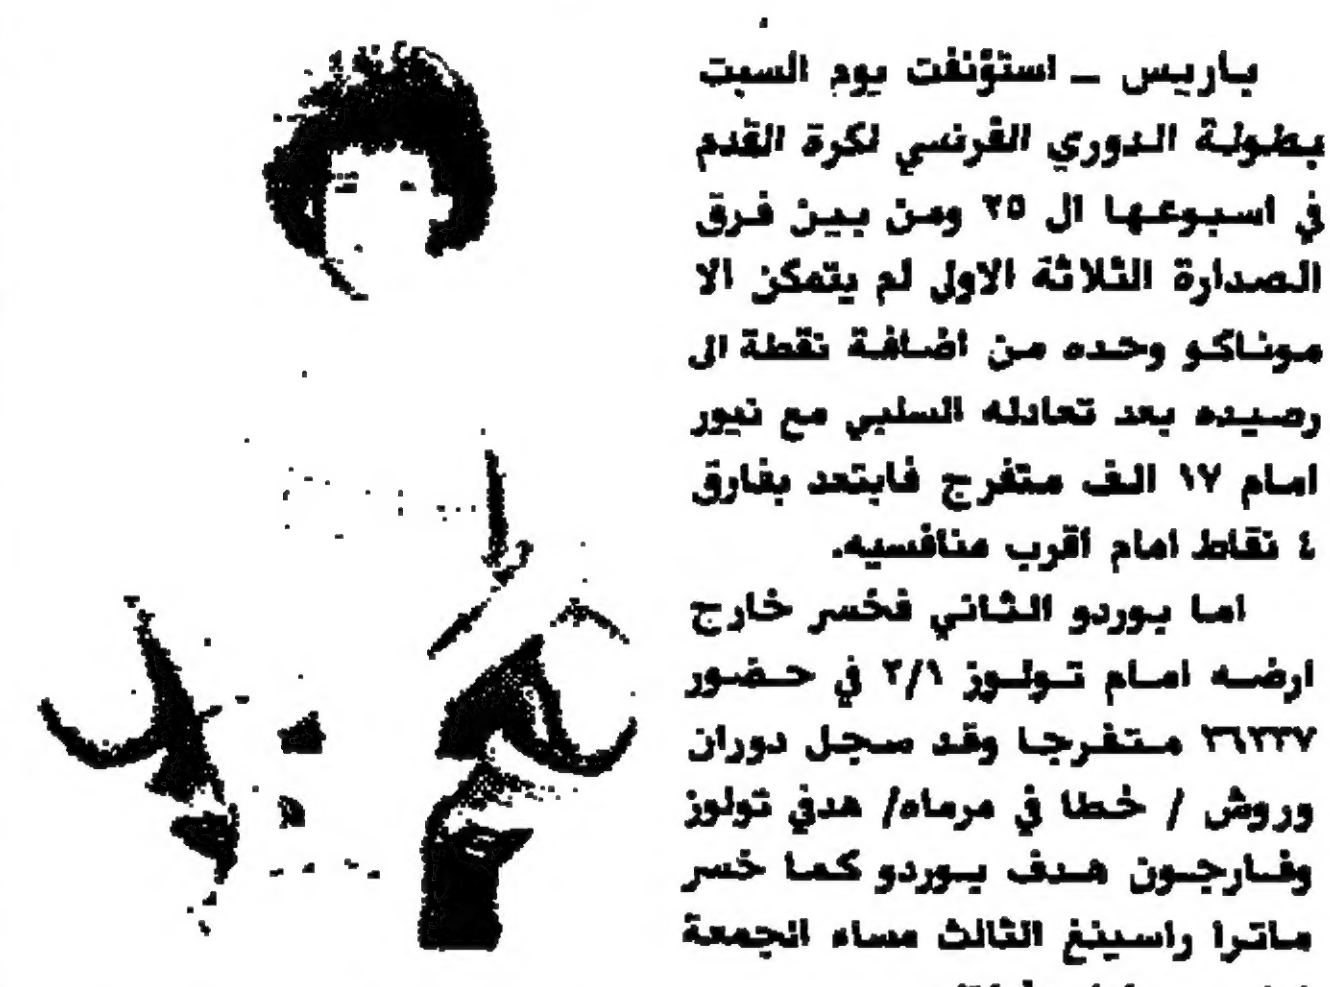 باريس ــ استؤنفت يوم السبت
بطولة الدوري الفرنسي لكرة القدم
في اسبوعها ال ٢٥ ومن بين فرق
الصدارة الثلاثة الاولى لم يتمكن الا
موناكو وحده من اضافة نقطة الى
رصيده بعد تعادله السلبي مع نيور
امام ١٧ الف متفرج فابتعد بفارق
٤ نقاط امام اقرب منافسيه.
اما بوردو الثاني فخسر خارج
ارضه امام تولوز ٢/١ في حضور
متفرجا وقد سجل دوران
وروش / خطا في مرماه/ هدفي تولوز
وفارجون هدف بوردو كما خسر
ماترا راسينغ الثالث مساء الجمعة